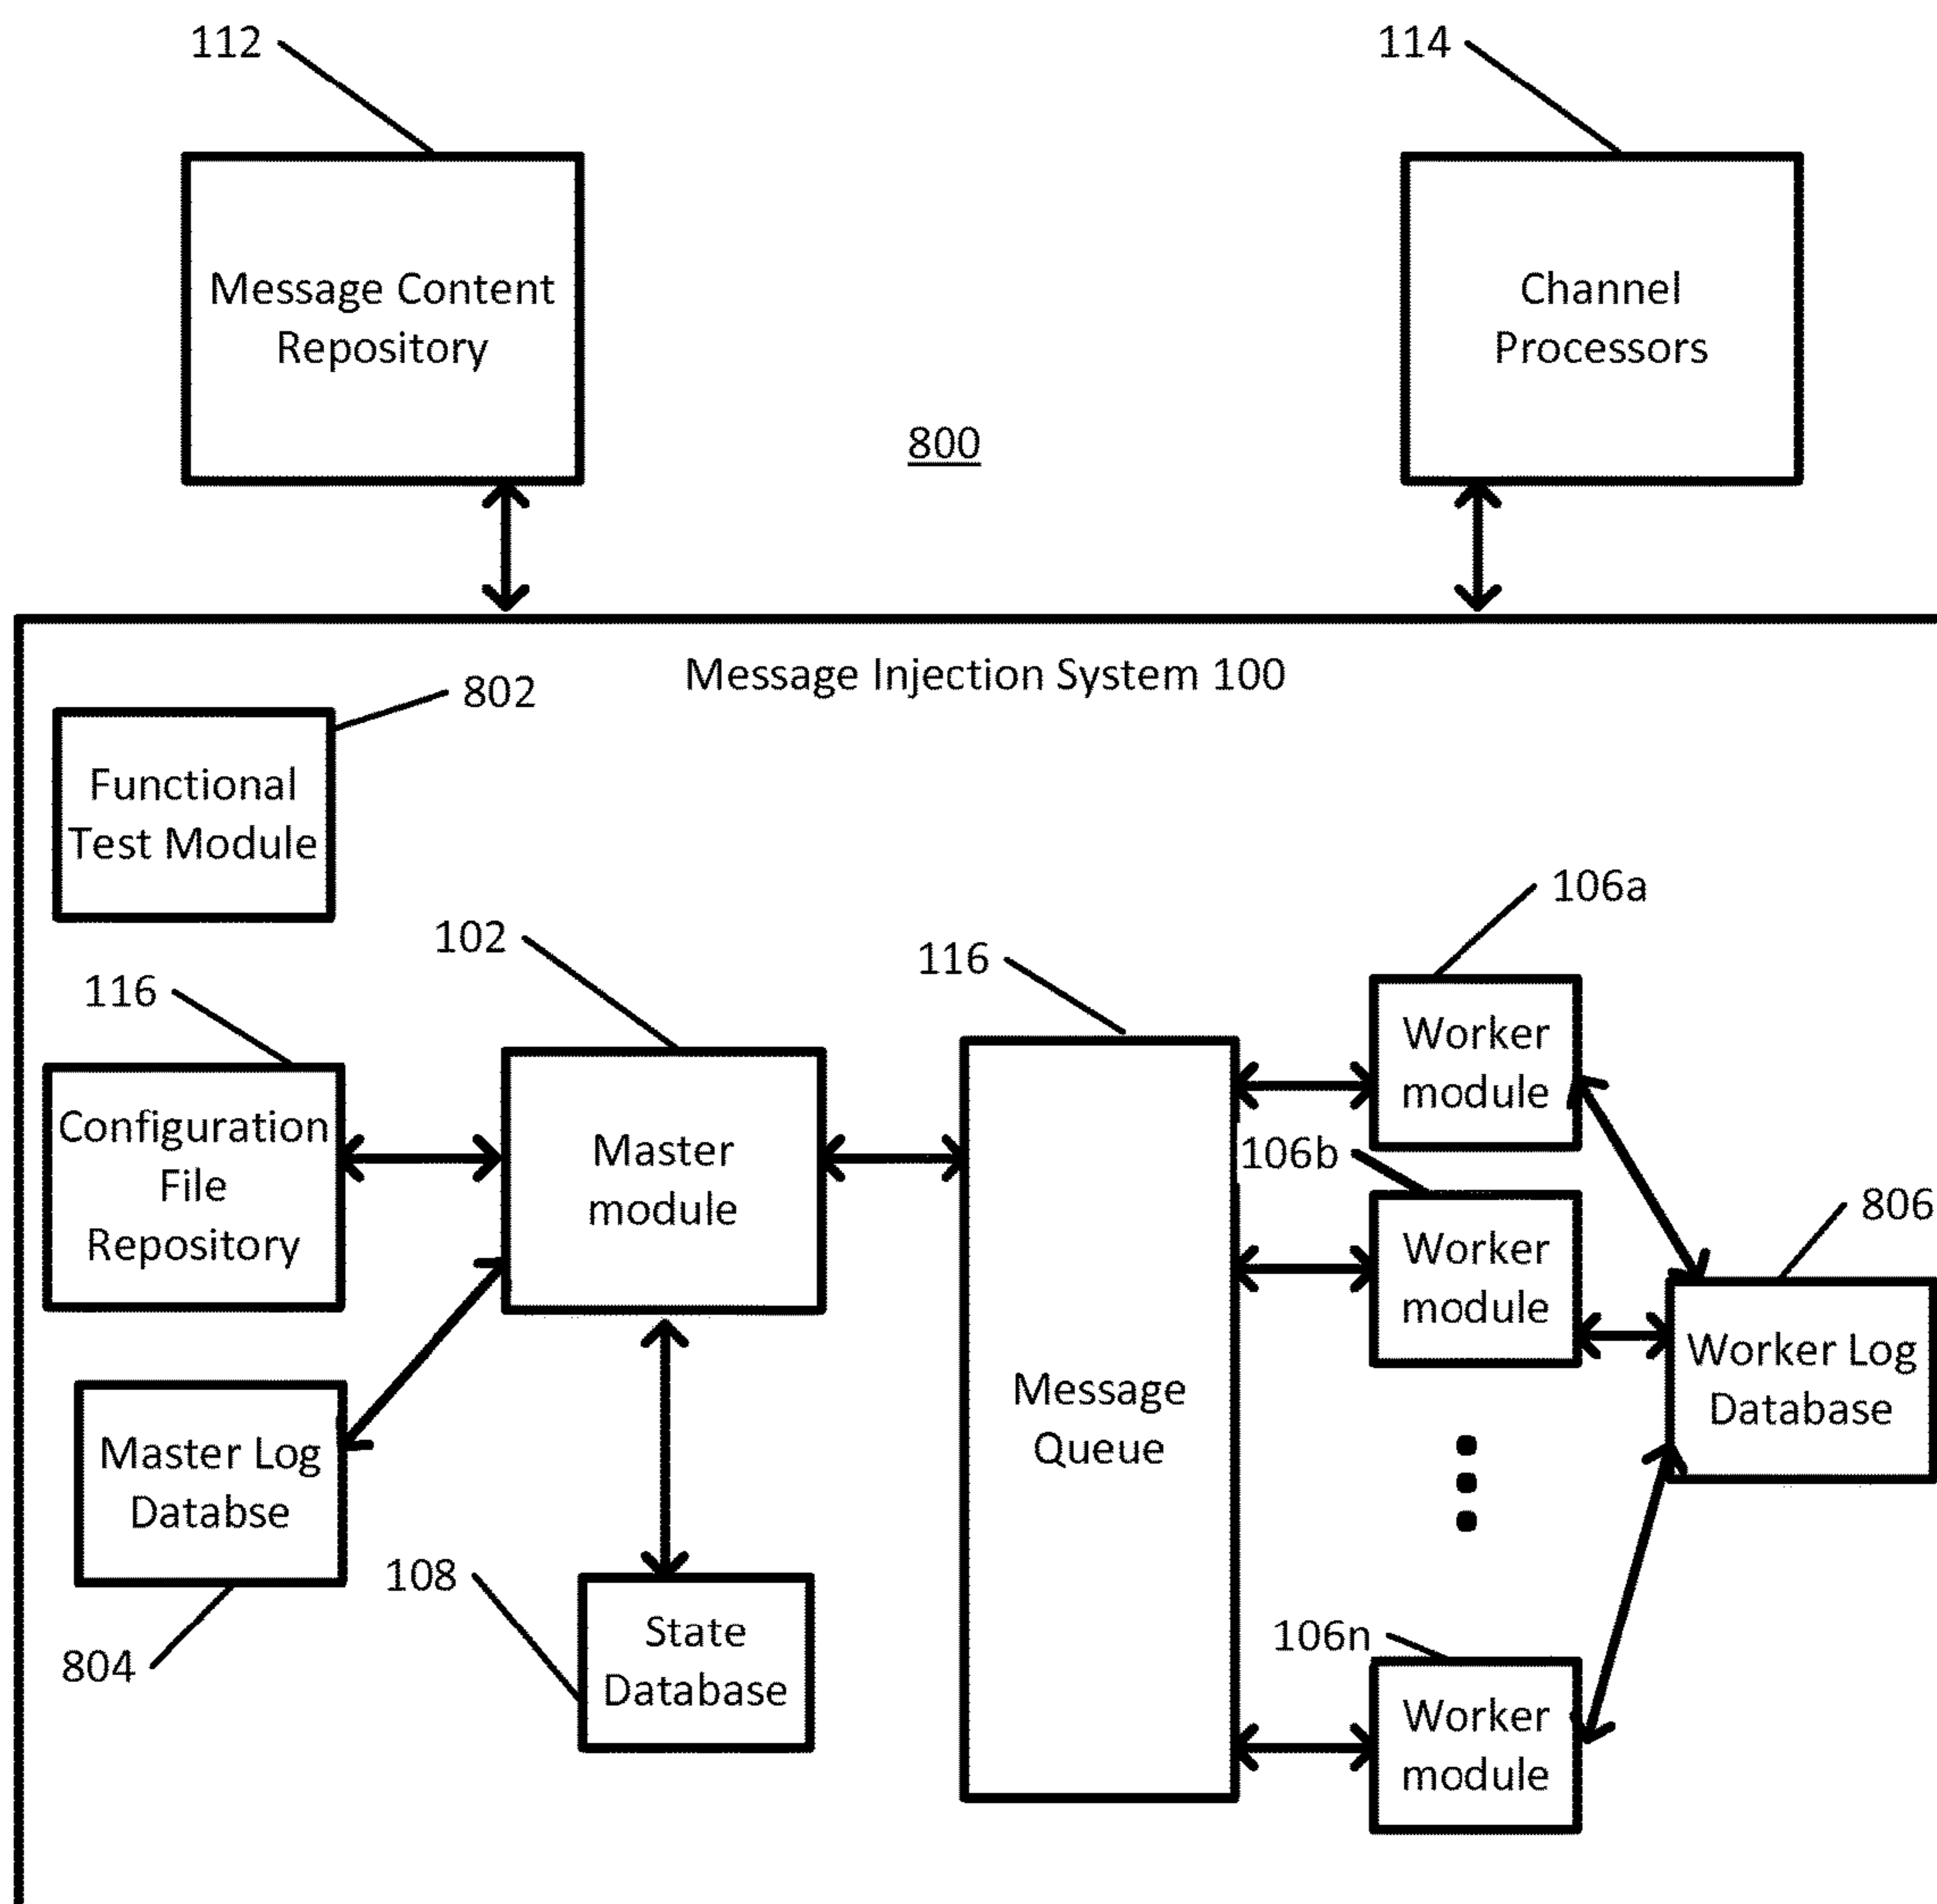 112
114
Message Content
Repository
Channel
Processors
800
Message Injection System 100
802
Functional
Test Module
106a
102
116
116
Worker
module
Configuration
File
Repository
Master
module
106b
806
Worker
module
Worker Log
Database
Message
Queue
Master Log
Databse
108
804
State
Database
106n
Worker
module